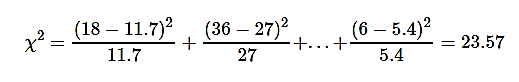 χ² = (18 − 11.7)²/11.7 + (36 − 27)²/27 + … + (6 − 5.4)²/5.4 = 23.57